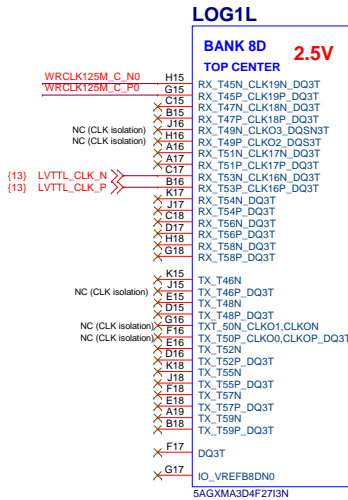 LOG1L
BANK 8D 2.5V
TOP CENTER
WRCLK125M_C_N0 H15 RX_T45N_CLK19N_DQ3T
WRCLK125M_C_P0 G15 RX_T45P_CLK19P_DQ3T
C15 RX_T47N_CLK18N_DQ3T
B15 RX_T47P_CLK18P_DQ3T
NC (CLK isolation) J16 RX_T49N_CLKO3_DQSN3T
NC (CLK isolation) H16 RX_T49P_CLKO2_DQS3T
A16 RX_T51N_CLK17N_DQ3T
A17 RX_T51P_CLK17P_DQ3T
{13} LVTTL_CLK_N C17 RX_T53N_CLK16N_DQ3T
{13} LVTTL_CLK_P B16 RX_T53P_CLK16P_DQ3T
K17 RX_T54N_DQ3T
J17 RX_T54P_DQ3T
C18 RX_T56N_DQ3T
D17 RX_T56P_DQ3T
H18 RX_T58N_DQ3T
G18 RX_T58P_DQ3T
K15 TX_T46N
NC (CLK isolation) J15 TX_T46P_DQ3T
E15 TX_T48N
D15 TX_T48P_DQ3T
NC (CLK isolation) G16 TXT_50N_CLKO1,CLKON
NC (CLK isolation) F16 TX_T50P_CLKO0,CLKOP_DQ3T
E16 TX_T52N
D16 TX_T52P_DQ3T
K18 TX_T55N
J18 TX_T55P_DQ3T
F18 TX_T57N
E18 TX_T57P_DQ3T
A19 TX_T59N
B18 TX_T59P_DQ3T
F17 DQ3T
G17 IO_VREFB8DN0
5AGXMA3D4F27I3N